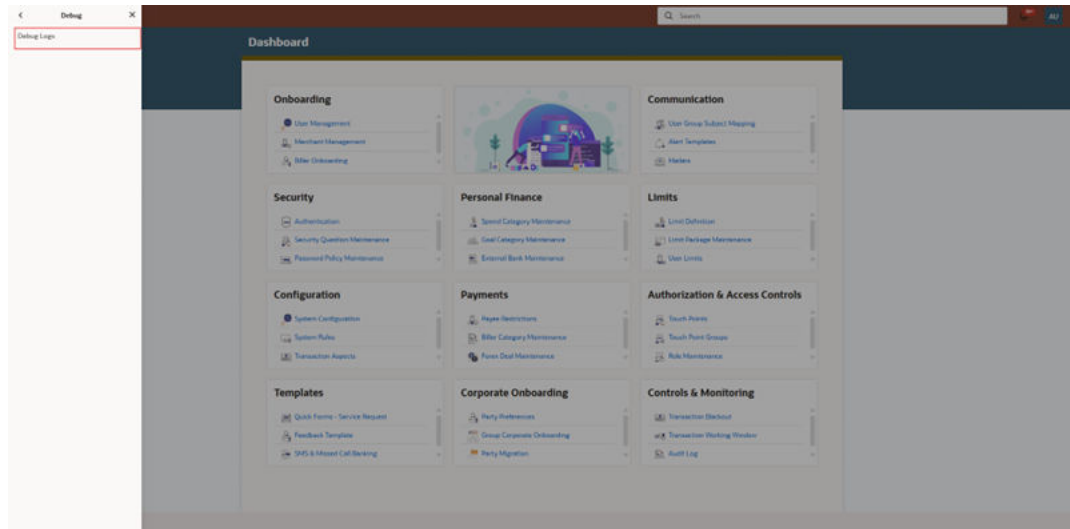 Debug
Debug Logs
Search
AU
Dashboard
Onboarding
User Management
Merchant Management
Biller Onboarding
Communication
User Group Subject Mapping
Alert Templates
Mailers
Security
Authentication
Security Question Maintenance
Password Policy Maintenance
Personal Finance
Spend Category Maintenance
Goal Category Maintenance
External Bank Maintenance
Limits
Limit Definition
Limit Package Maintenance
User Limits
Configuration
System Configuration
System Rules
Transaction Aspects
Payments
Payee Restrictions
Biller Category Maintenance
Forex Deal Maintenance
Authorization & Access Controls
Touch Points
Touch Point Groups
Role Maintenance
Templates
Quick Forms - Service Request
Feedback Template
SMS & Missed Call Banking
Corporate Onboarding
Party Preferences
Group Corporate Onboarding
Party Migration
Controls & Monitoring
Transaction Blackout
Transaction Working Window
Audit Log